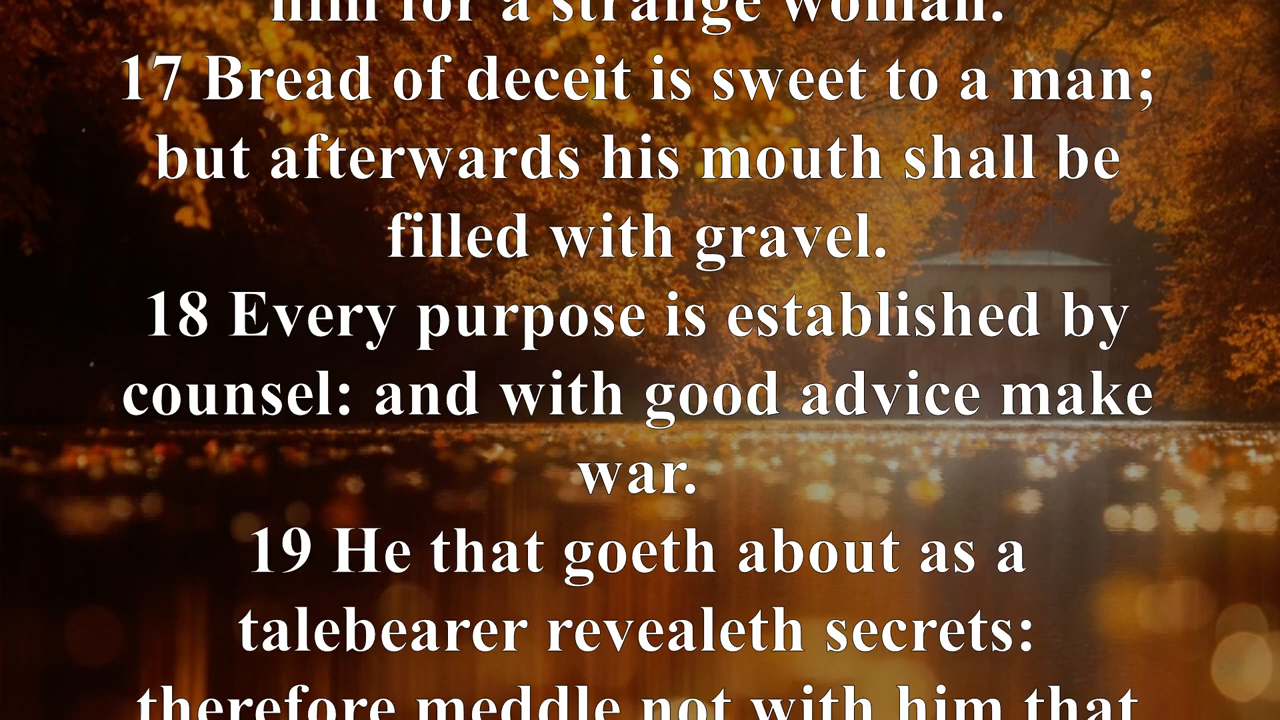 him for a strange woman.
17 Bread of deceit is sweet to a man;
but afterwards his mouth shall be
filled with gravel.
18 Every purpose is established by
counsel: and with good advice make
war.
19 He that goeth about as a
talebearer revealeth secrets:
therefore meddle not with him that